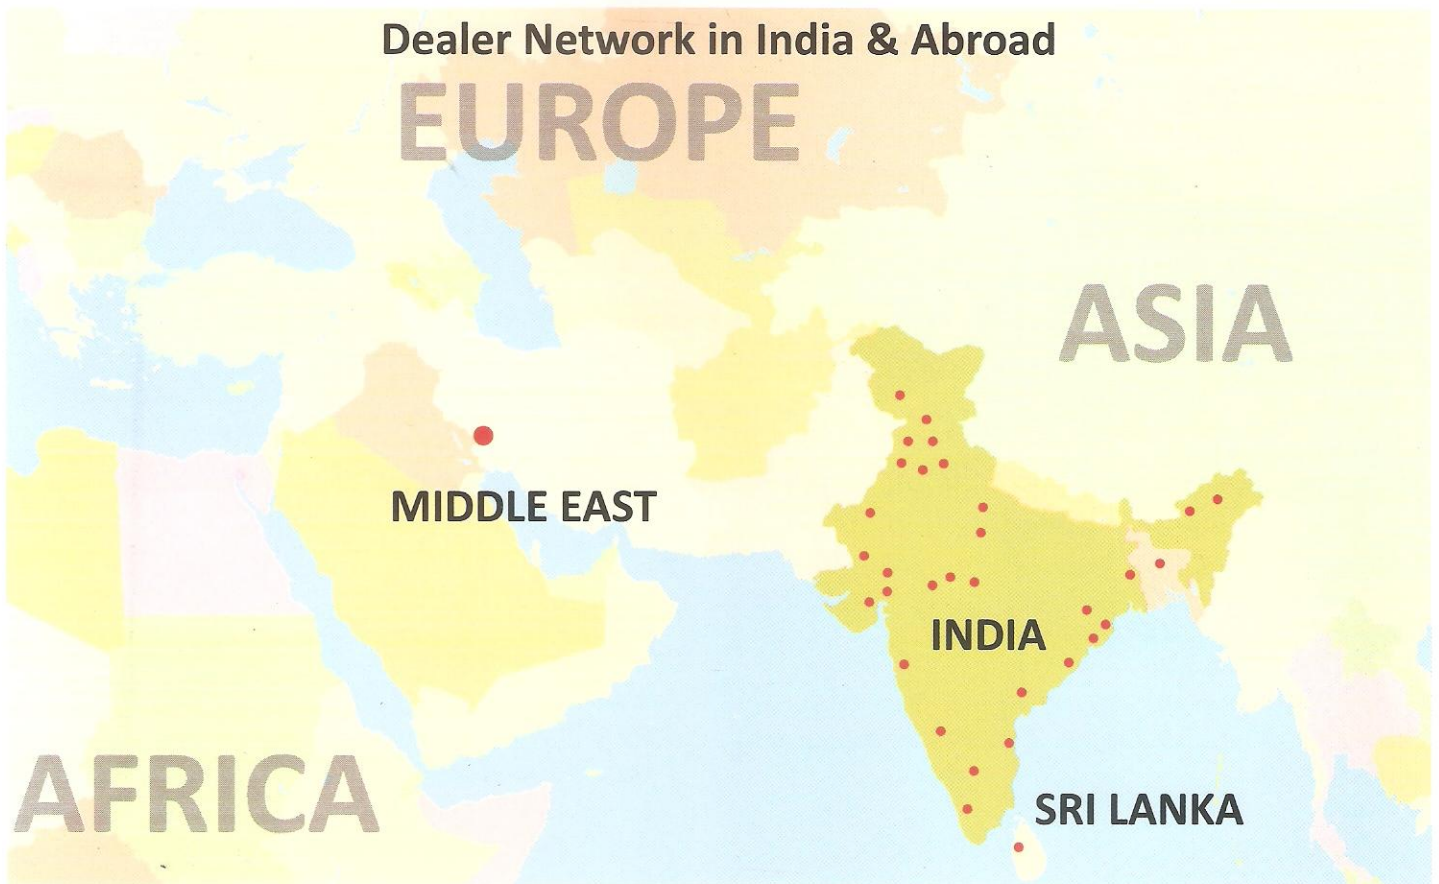 Dealer Network in India & Abroad
EUROPE
ASIA
MIDDLE EAST
INDIA
AFRICA
SRI LANKA